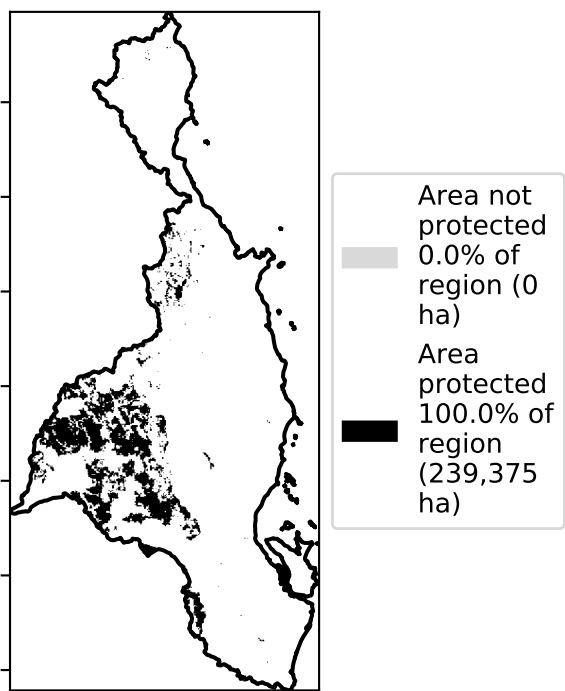 Area not
protected
0.0% of
region (0
ha)
Area
protected
100.0% of
region
(239,375
ha)